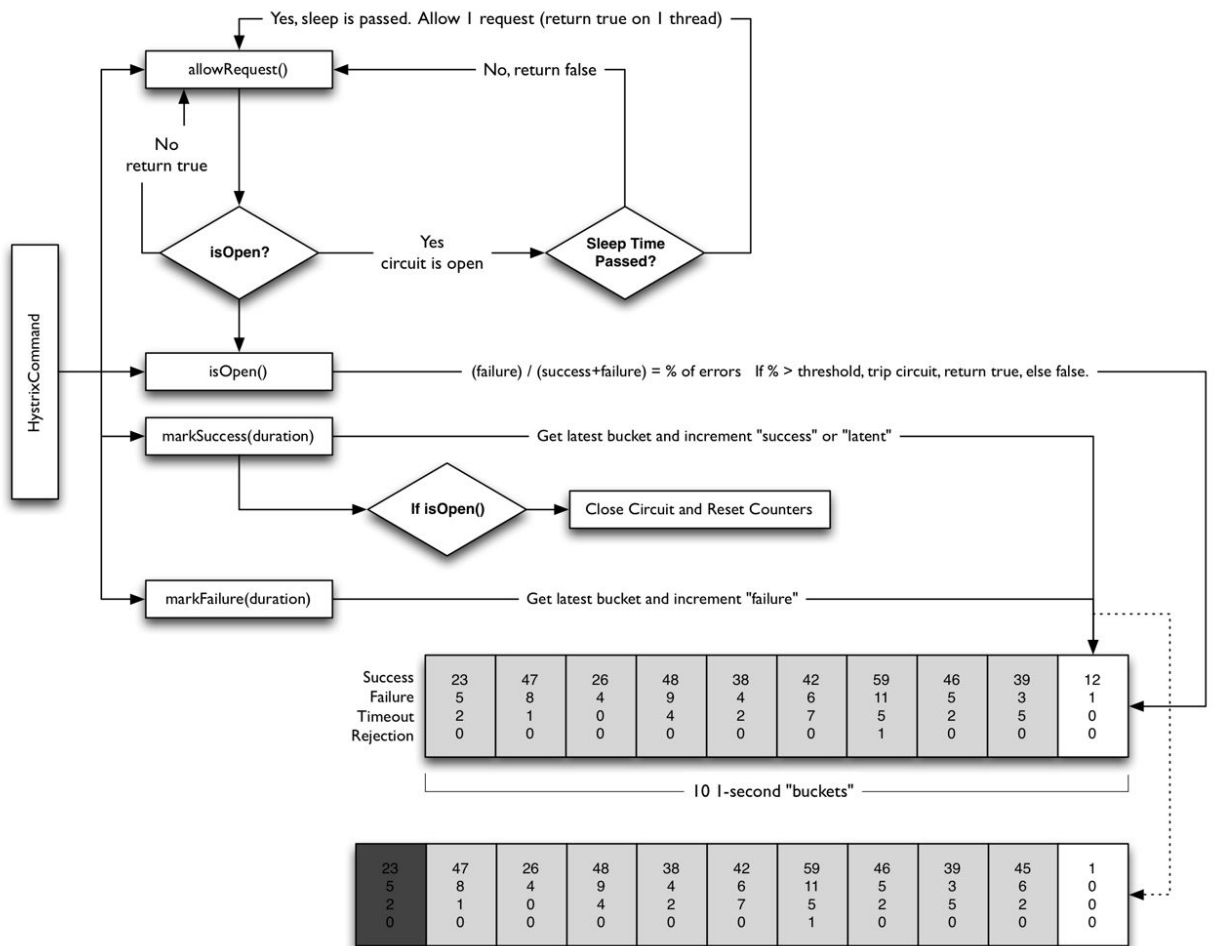 Yes, sleep is passed. Allow 1 request (return true on 1 thread)
allowRequest()
No, return false
No
return true
isOpen?
Yes
circuit is open
Sleep Time
Passed?
HystrixCommand
isOpen()
(failure) / (success+failure) = % of errors If % > threshold, trip circuit, return true, else false.
markSuccess(duration)
Get latest bucket and increment "success" or "latent"
If isOpen()
Close Circuit and Reset Counters
markFailure(duration)
Get latest bucket and increment "failure"
Success 23 47 26 48 38 42 59 46 39 12
Failure 5 8 4 9 4 6 11 5 3 1
Timeout 2 1 0 4 2 7 5 2 5 0
Rejection 0 0 0 0 0 0 1 0 0 0
10 1-second "buckets"
23 47 26 48 38 42 59 46 39 45 1
5 8 4 9 4 6 11 5 3 6 0
2 1 0 4 2 7 5 2 5 2 0
0 0 0 0 0 0 1 0 0 0 0